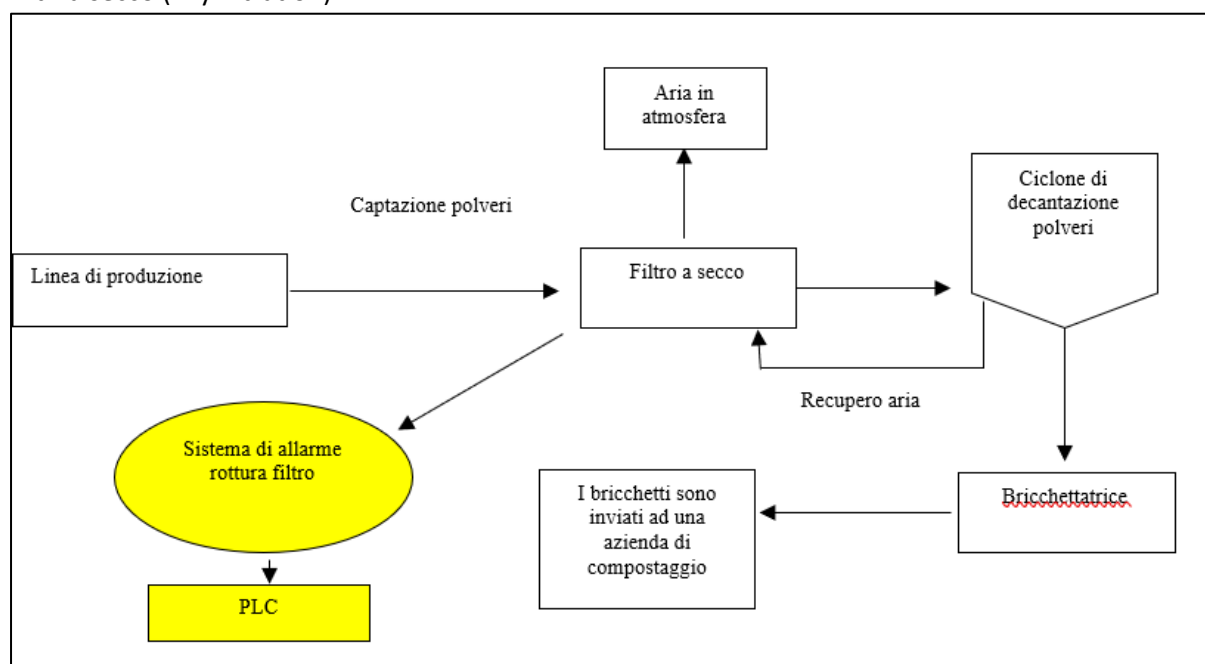 Aria in
atmosfera
Ciclone di
decantazione
polveri
Captazione polveri
Linea di produzione
Filtro a secco
Recupero aria
Sistema di allarme
rottura filtro
I bricchetti sono
inviati ad una
azienda di
compostaggio
Bricchettatrice
PLC